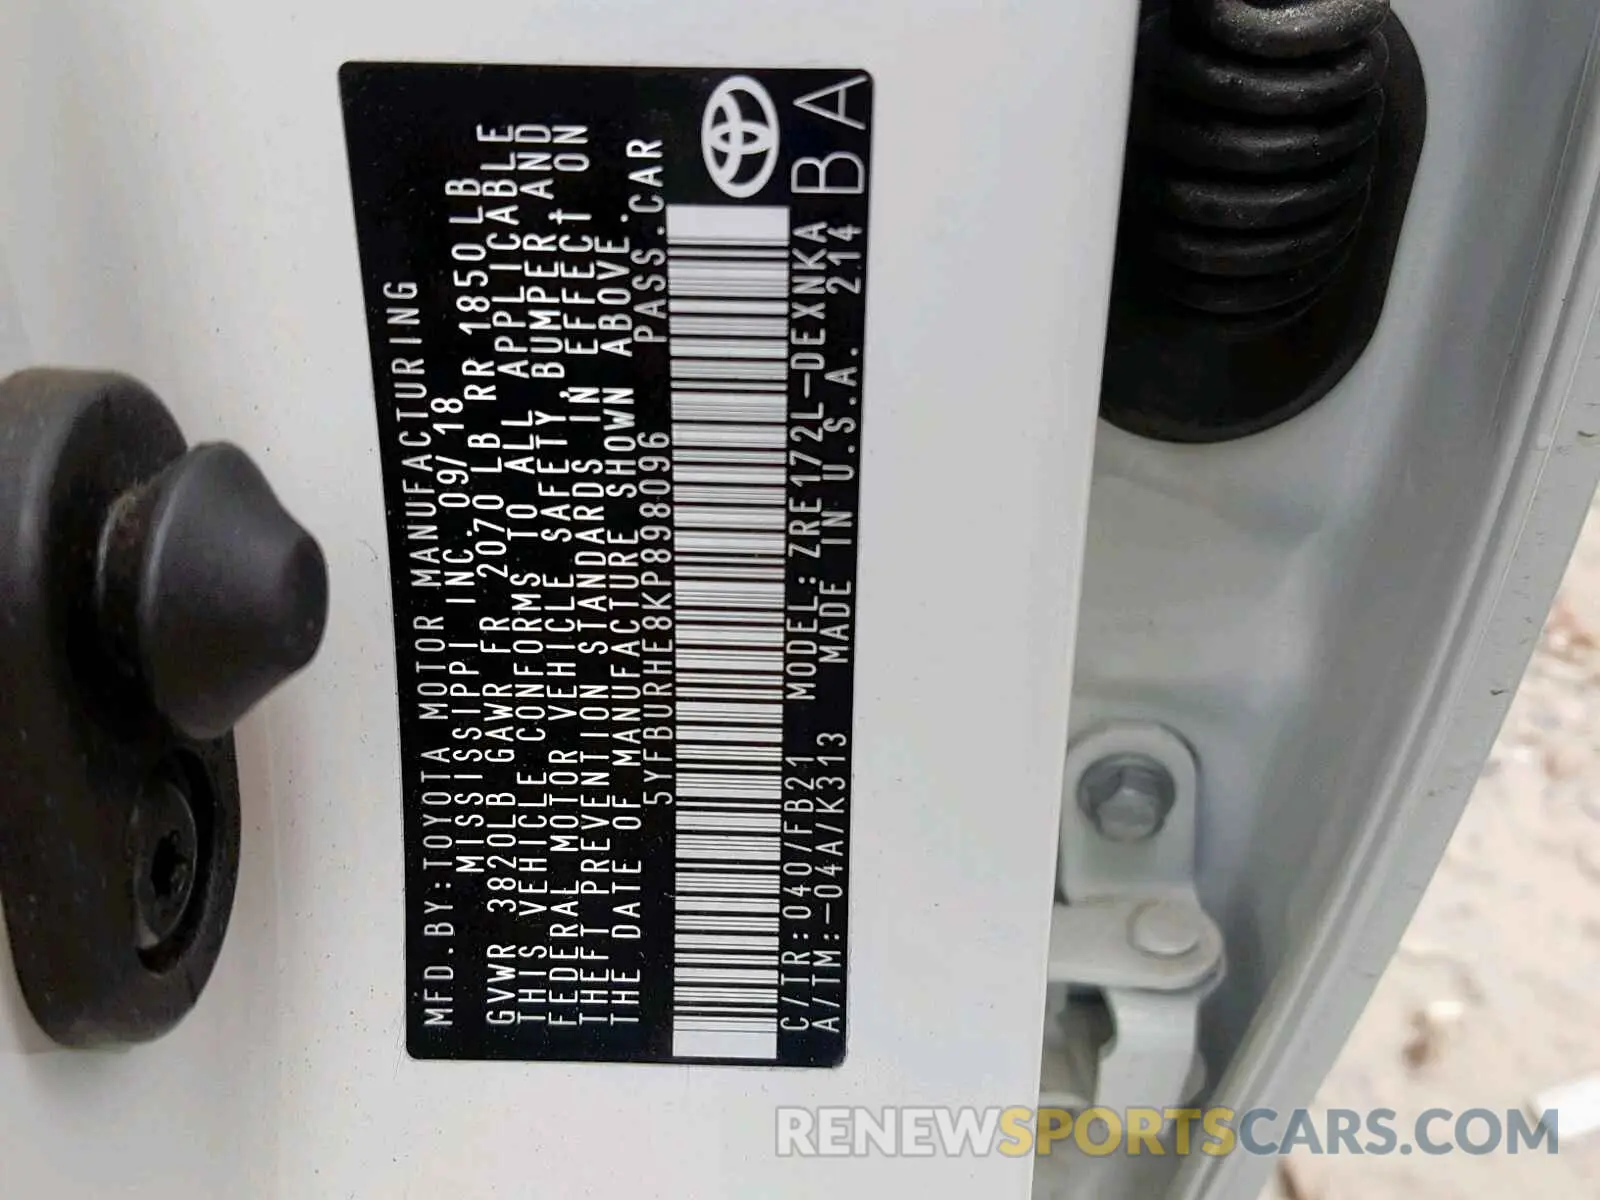 MFD.BY:TOYOTA MOTOR MANUFACTURING
MISSISSIPPI INC. 09/18
GVWR 3820LB GAWR FR 2070LB RR 1850LB
THIS VEHICLE CONFORMS TO ALL APPLICABLE
FEDERAL MOTOR VEHICLE SAFETY, BUMPER AND
THEFT PREVENTION STANDARDS IN EFFECT ON
THE DATE OF MANUFACTURE SHOWN ABOVE.
5YFBURHE8KP898096 PASS.CAR
C/TR:040/FB21 MODEL:ZRE172L-DEXNKA
A/TM:-04A/K313 MADE IN U.S.A. 214
BA
RENEWSPORTSCARS.COM